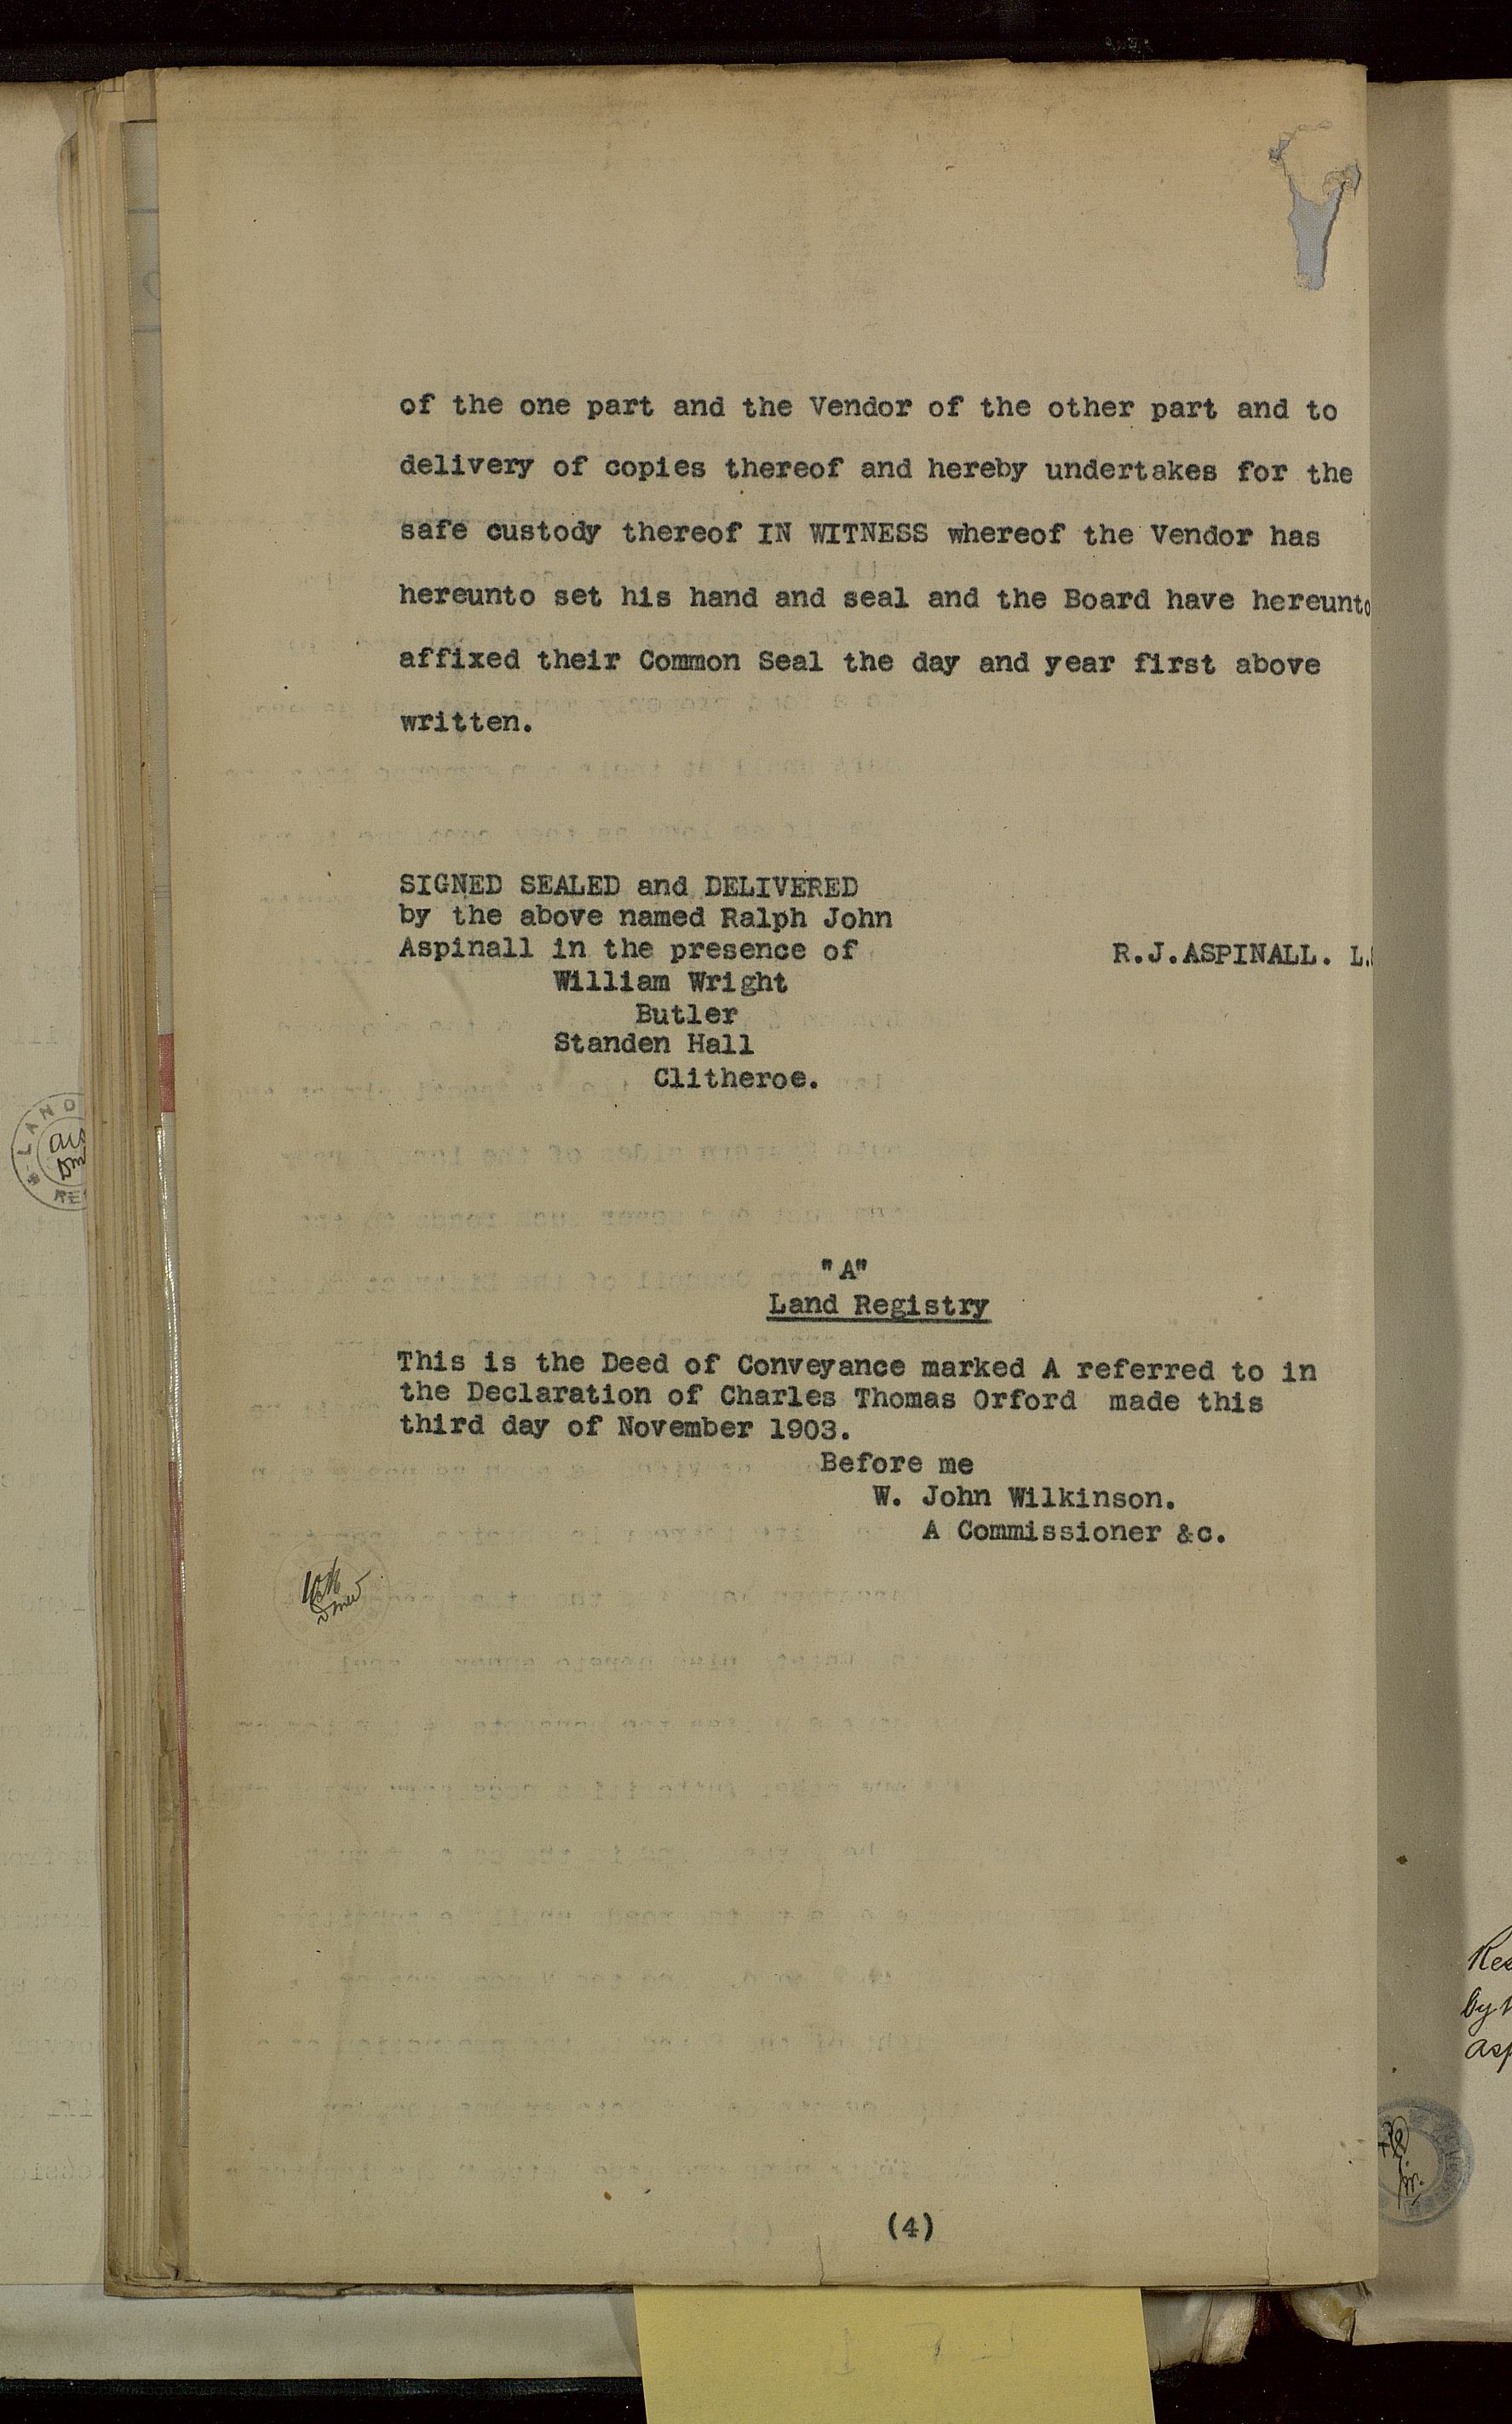 of the one part and the Vendor of the other part and to
delivery of copies thereof and hereby undertakes for the
safe custody thereof IN WITNESS whereof the Vendor has
hereunto set his hand and seal and the Board have hereunto
affixed their Common Seal the day and year first above
written.
SIGNED SEALED and DELIVERED
by the above named Ralph John
Aspinall in the presence of
R.J.ASPINALL. L.S
William Wright
Butler
Standen Hall
Clitheroe.
"A"
Land Registry
This is the Deed of Conveyance marked A referred to in
the Declaration of Charles Thomas Orford made this
third day of November 1903.
Before me
W. John Wilkinson.
A Commissioner &c.
(4)
LAND